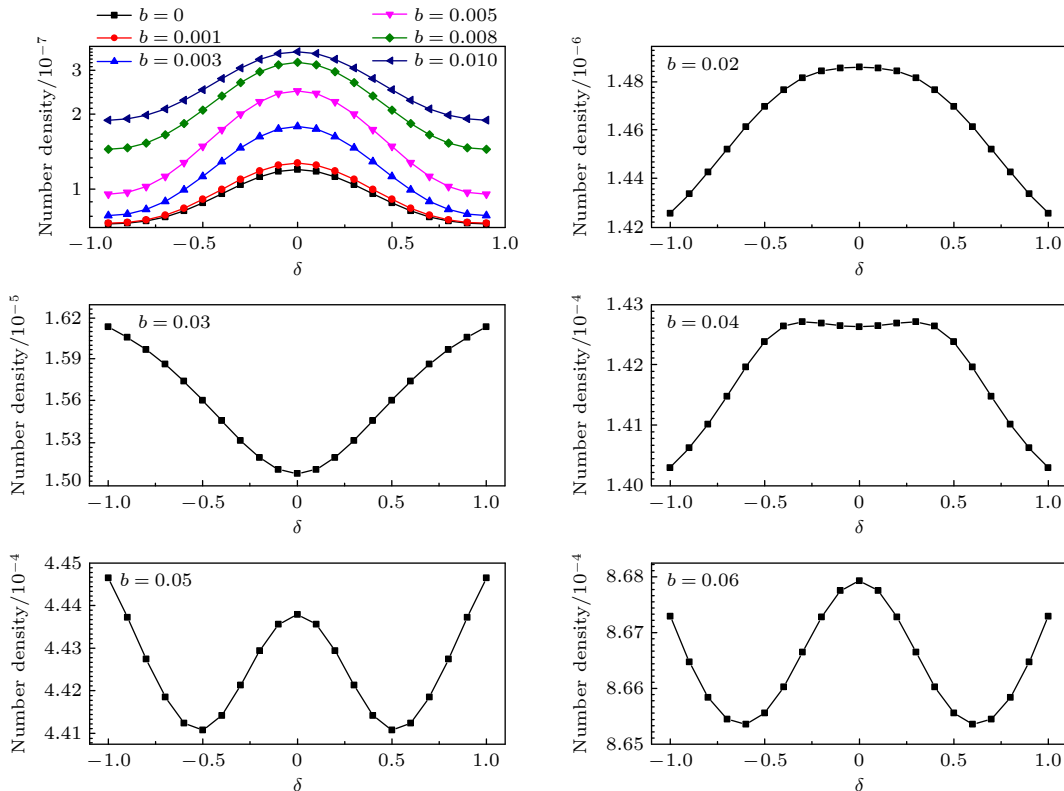 b = 0
b = 0.001
b = 0.003
b = 0.005
b = 0.008
b = 0.010
Number density/10⁻⁷
3
2
1
−1.0 −0.5 0 0.5 1.0
δ
b = 0.02
Number density/10⁻⁶
1.48
1.46
1.44
1.42
−1.0 −0.5 0 0.5 1.0
δ
b = 0.03
Number density/10⁻⁵
1.62
1.59
1.56
1.53
1.50
−1.0 −0.5 0 0.5 1.0
δ
b = 0.04
Number density/10⁻⁴
1.43
1.42
1.41
1.40
−1.0 −0.5 0 0.5 1.0
δ
b = 0.05
Number density/10⁻⁴
4.45
4.44
4.43
4.42
4.41
−1.0 −0.5 0 0.5 1.0
δ
b = 0.06
Number density/10⁻⁴
8.68
8.67
8.66
8.65
−1.0 −0.5 0 0.5 1.0
δ